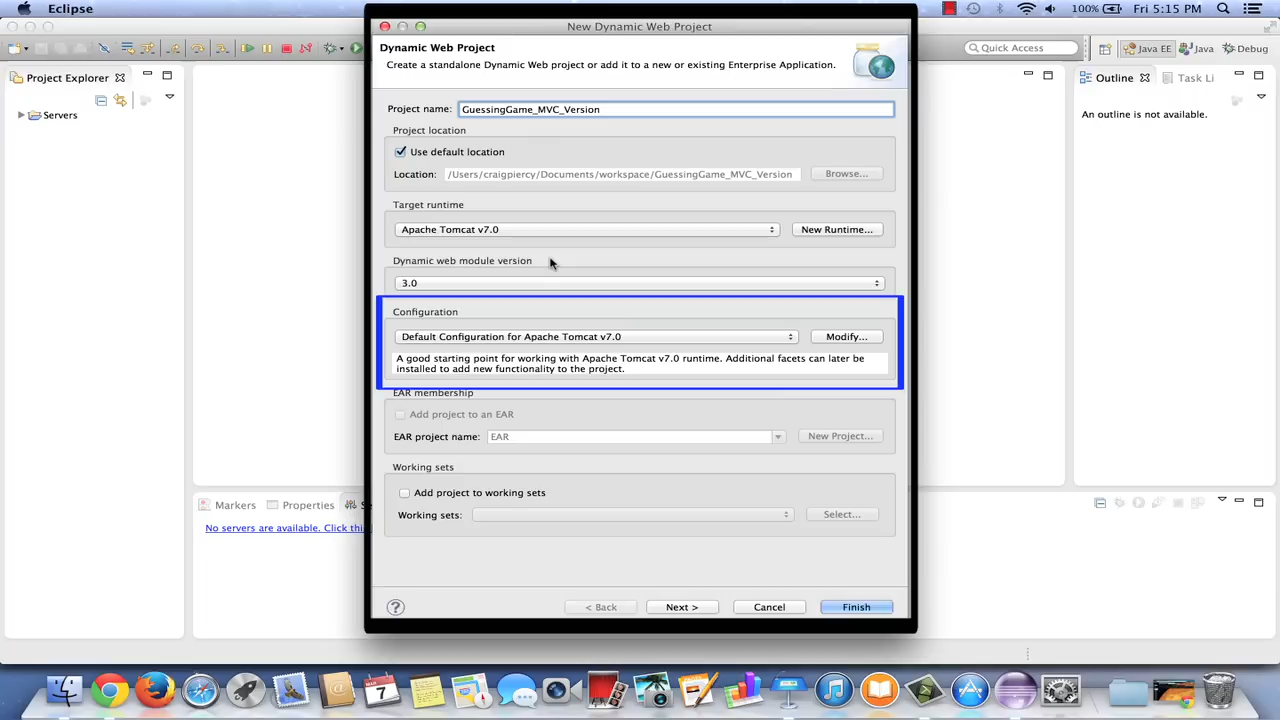 Eclipse
100%
Fri 5:15 PM
New Dynamic Web Project
Quick Access
Java EE
Java
Debug
Project Explorer
Servers
Dynamic Web Project
Create a standalone Dynamic Web project or add it to a new or existing Enterprise Application.
Project name: GuessingGame_MVC_Version
Project location
Use default location
Location: /Users/craigpiercy/Documents/workspace/GuessingGame_MVC_Version
Browse...
Target runtime
Apache Tomcat v7.0
New Runtime...
Dynamic web module version
3.0
Configuration
Default Configuration for Apache Tomcat v7.0
Modify...
A good starting point for working with Apache Tomcat v7.0 runtime. Additional facets can later be
installed to add new functionality to the project.
EAR membership
Add project to an EAR
EAR project name: EAR
New Project...
Working sets
Add project to working sets
Working sets:
Select...
< Back
Next >
Cancel
Finish
Outline
Task Li
An outline is not available.
Markers
Properties
No servers are available. Click thi
7